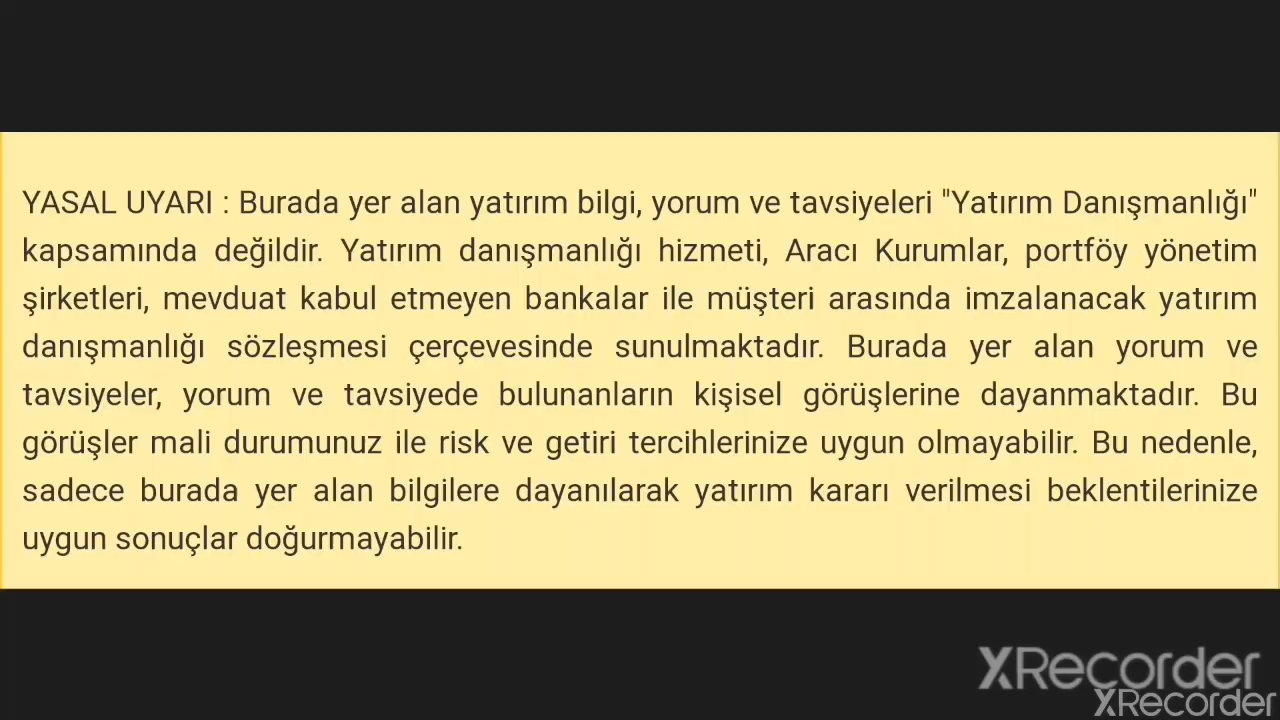 YASAL UYARI : Burada yer alan yatırım bilgi, yorum ve tavsiyeleri "Yatırım Danışmanlığı"
kapsamında değildir. Yatırım danışmanlığı hizmeti, Aracı Kurumlar, portföy yönetim
şirketleri, mevduat kabul etmeyen bankalar ile müşteri arasında imzalanacak yatırım
danışmanlığı sözleşmesi çerçevesinde sunulmaktadır. Burada yer alan yorum ve
tavsiyeler, yorum ve tavsiyede bulunanların kişisel görüşlerine dayanmaktadır. Bu
görüşler mali durumunuz ile risk ve getiri tercihlerinize uygun olmayabilir. Bu nedenle,
sadece burada yer alan bilgilere dayanılarak yatırım kararı verilmesi beklentilerinize
uygun sonuçlar doğurmayabilir.
XRecorder
XRecorder